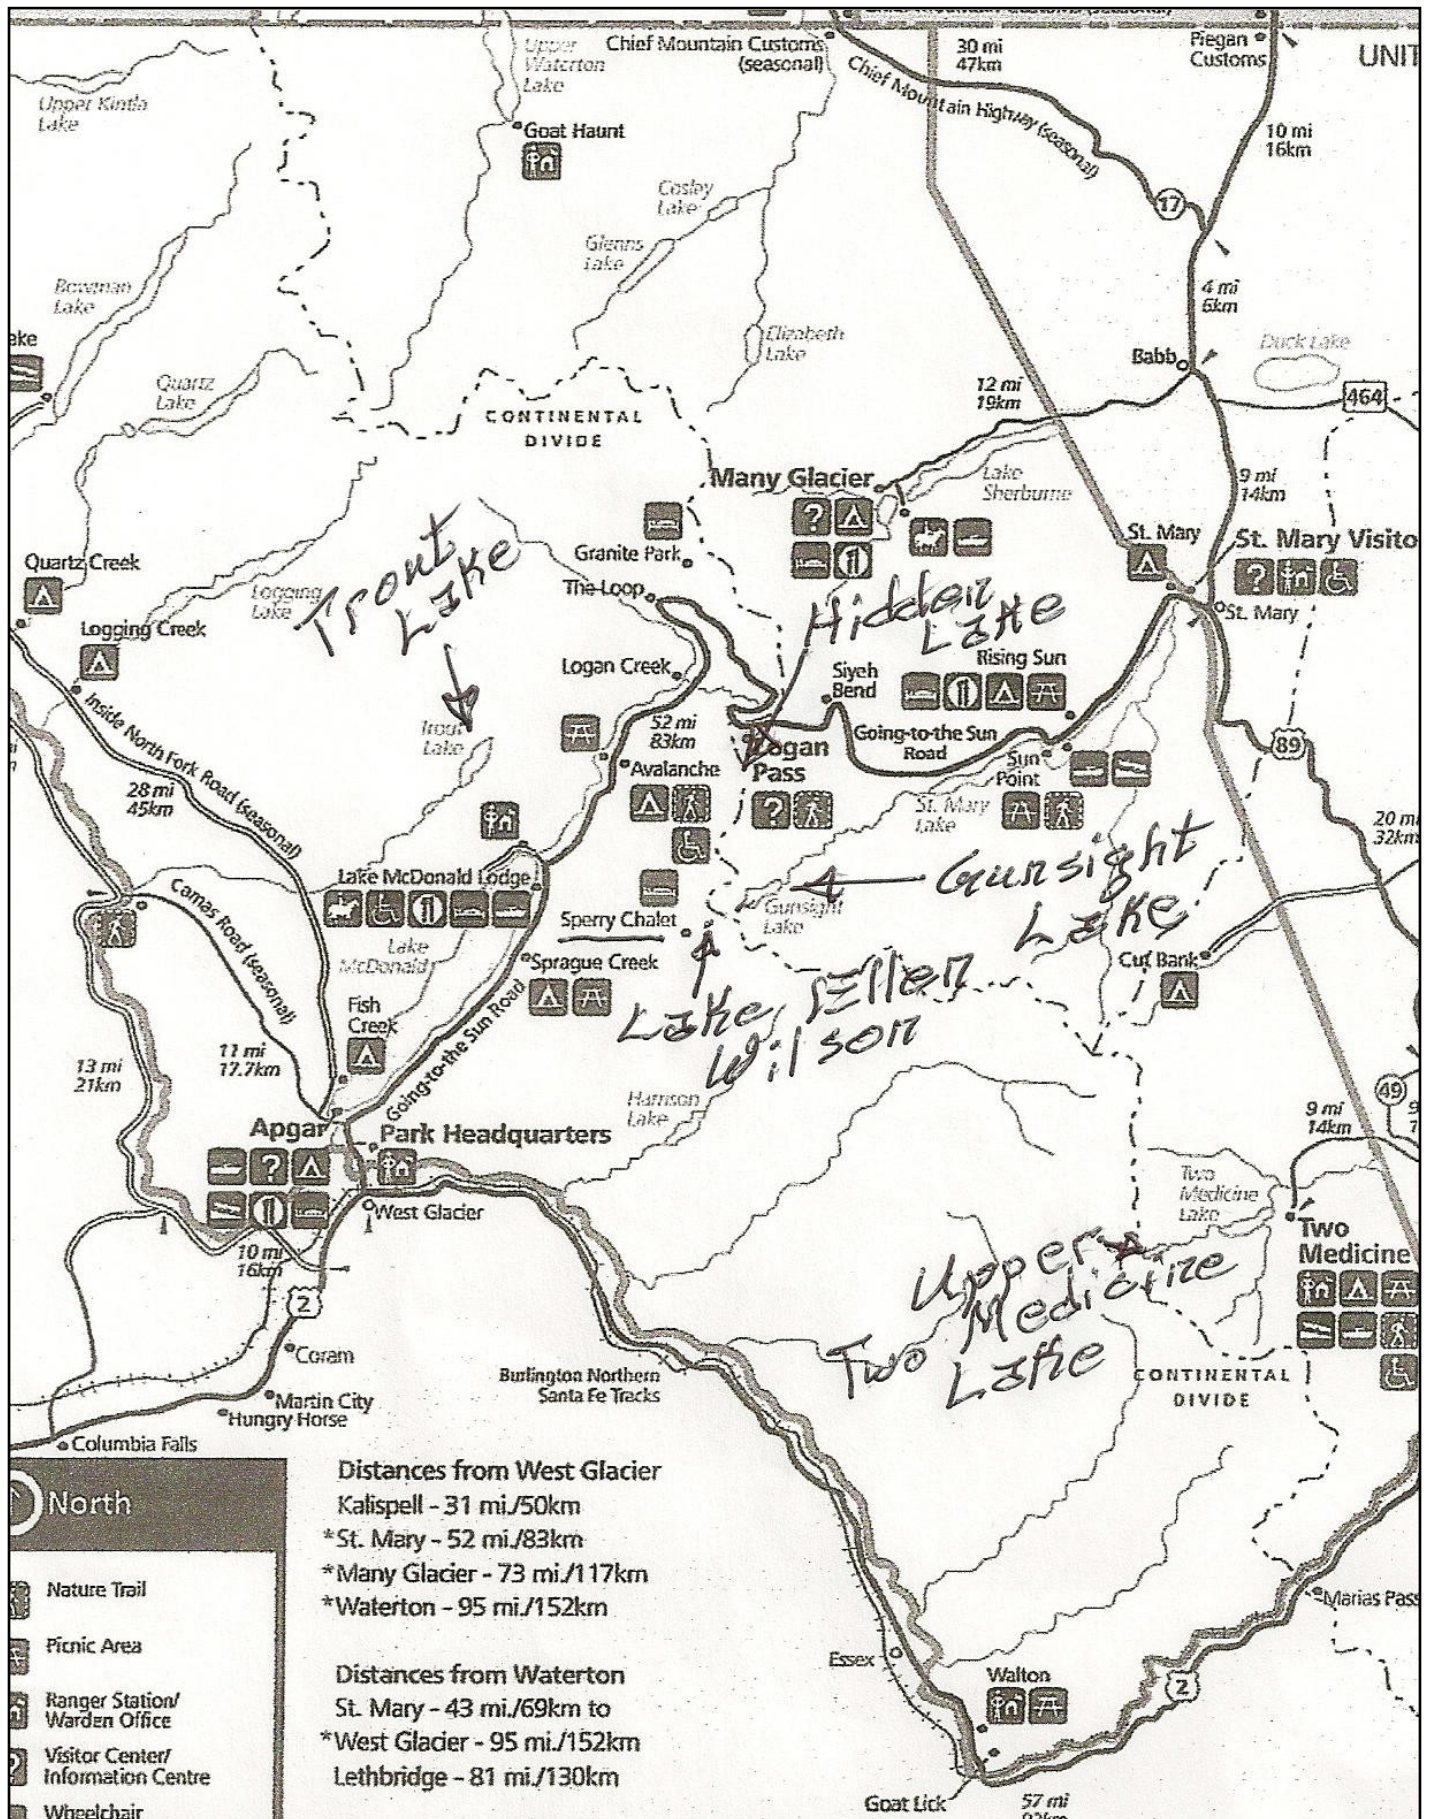 Chief Mountain Customs
(seasonal)
Upper
Waterton
Lake
30 mi
47km
Piegan
Customs
UNIT
Chief Mountain Highway (seasonal)
Upper Kintla
Lake
Goat Haunt
10 mi
16km
Cosley
Lake
17
Glenns
Lake
Bowman
Lake
4 mi
6km
eke
Elizabeth
Lake
Babb
Duck Lake
Quartz
Lake
12 mi
19km
464
CONTINENTAL
DIVIDE
Many Glacier
Lake
Sherburne
9 mi
14km
Trout
Lake
Granite Park
St. Mary
St. Mary Visito
Quartz Creek
The Loop
Logging
Lake
Hidden
Lake
St. Mary
Logging Creek
Logan Creek
Siyeh
Bend
Rising Sun
Inside North Fork Road (seasonal)
Trout
Lake
52 mi
83km
Going-to-the Sun
Road
89
Logan
Pass
Avalanche
Sun
Point
28 mi
45km
St. Mary
Lake
20 mi
32km
Gunsight
Lake
Lake McDonald Lodge
Camas Road (seasonal)
Gunsight
Lake
Sperry Chalet
Lake
McDonald
Sprague Creek
Cut Bank
Lake Ellen
Wilson
Fish
Creek
Going-to-the Sun Road
11 mi
17.7km
13 mi
21km
Harrison
Lake
49
9 mi
14km
9
7
Apgar
Park Headquarters
Two
Medicine
Lake
West Glacier
Two
Medicine
Upper
Two Medicine
Lake
10 mi
16km
2
Coram
Burlington Northern
Santa Fe Tracks
CONTINENTAL
DIVIDE
Martin City
Hungry Horse
Columbia Falls
North
Distances from West Glacier
Kalispell - 31 mi./50km
*St. Mary - 52 mi./83km
*Many Glacier - 73 mi./117km
*Waterton - 95 mi./152km
Nature Trail
Marias Pass
Picnic Area
Essex
Distances from Waterton
St. Mary - 43 mi./69km to
*West Glacier - 95 mi./152km
Lethbridge - 81 mi./130km
Walton
2
Ranger Station/
Warden Office
Visitor Center/
Information Centre
Goat Lick
57 mi
Wheelchair